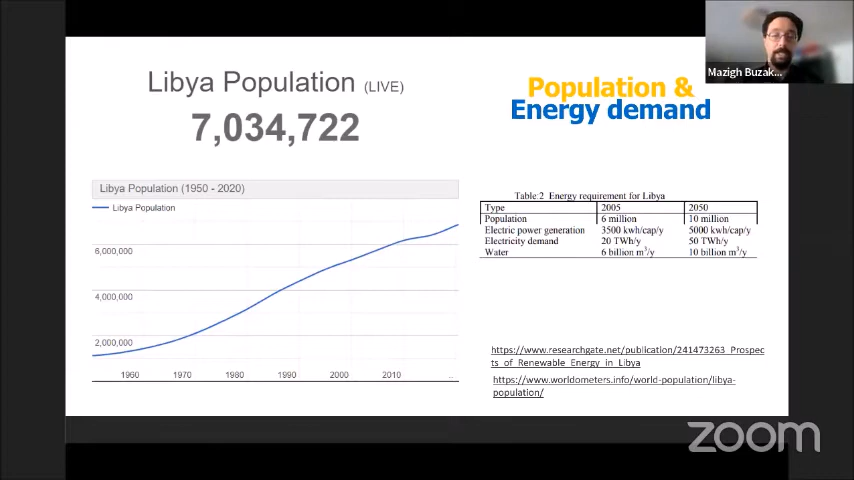 Libya Population (LIVE)
7,034,722
Libya Population (1950 - 2020)
Libya Population
6,000,000
4,000,000
2,000,000
1960 1970 1980 1990 2000 2010 ...
Mazigh Buzak...
Population &
Energy demand
Table:2 Energy requirement for Libya
Type 2005 2050
Population 6 million 10 million
Electric power generation 3500 kwh/cap/y 5000 kwh/cap/y
Electricity demand 20 TWh/y 50 TWh/y
Water 6 billion m³/y 10 billion m³/y
https://www.researchgate.net/publication/241473263_Prospec
ts_of_Renewable_Energy_in_Libya
https://www.worldometers.info/world-population/libya-
population/
zoom